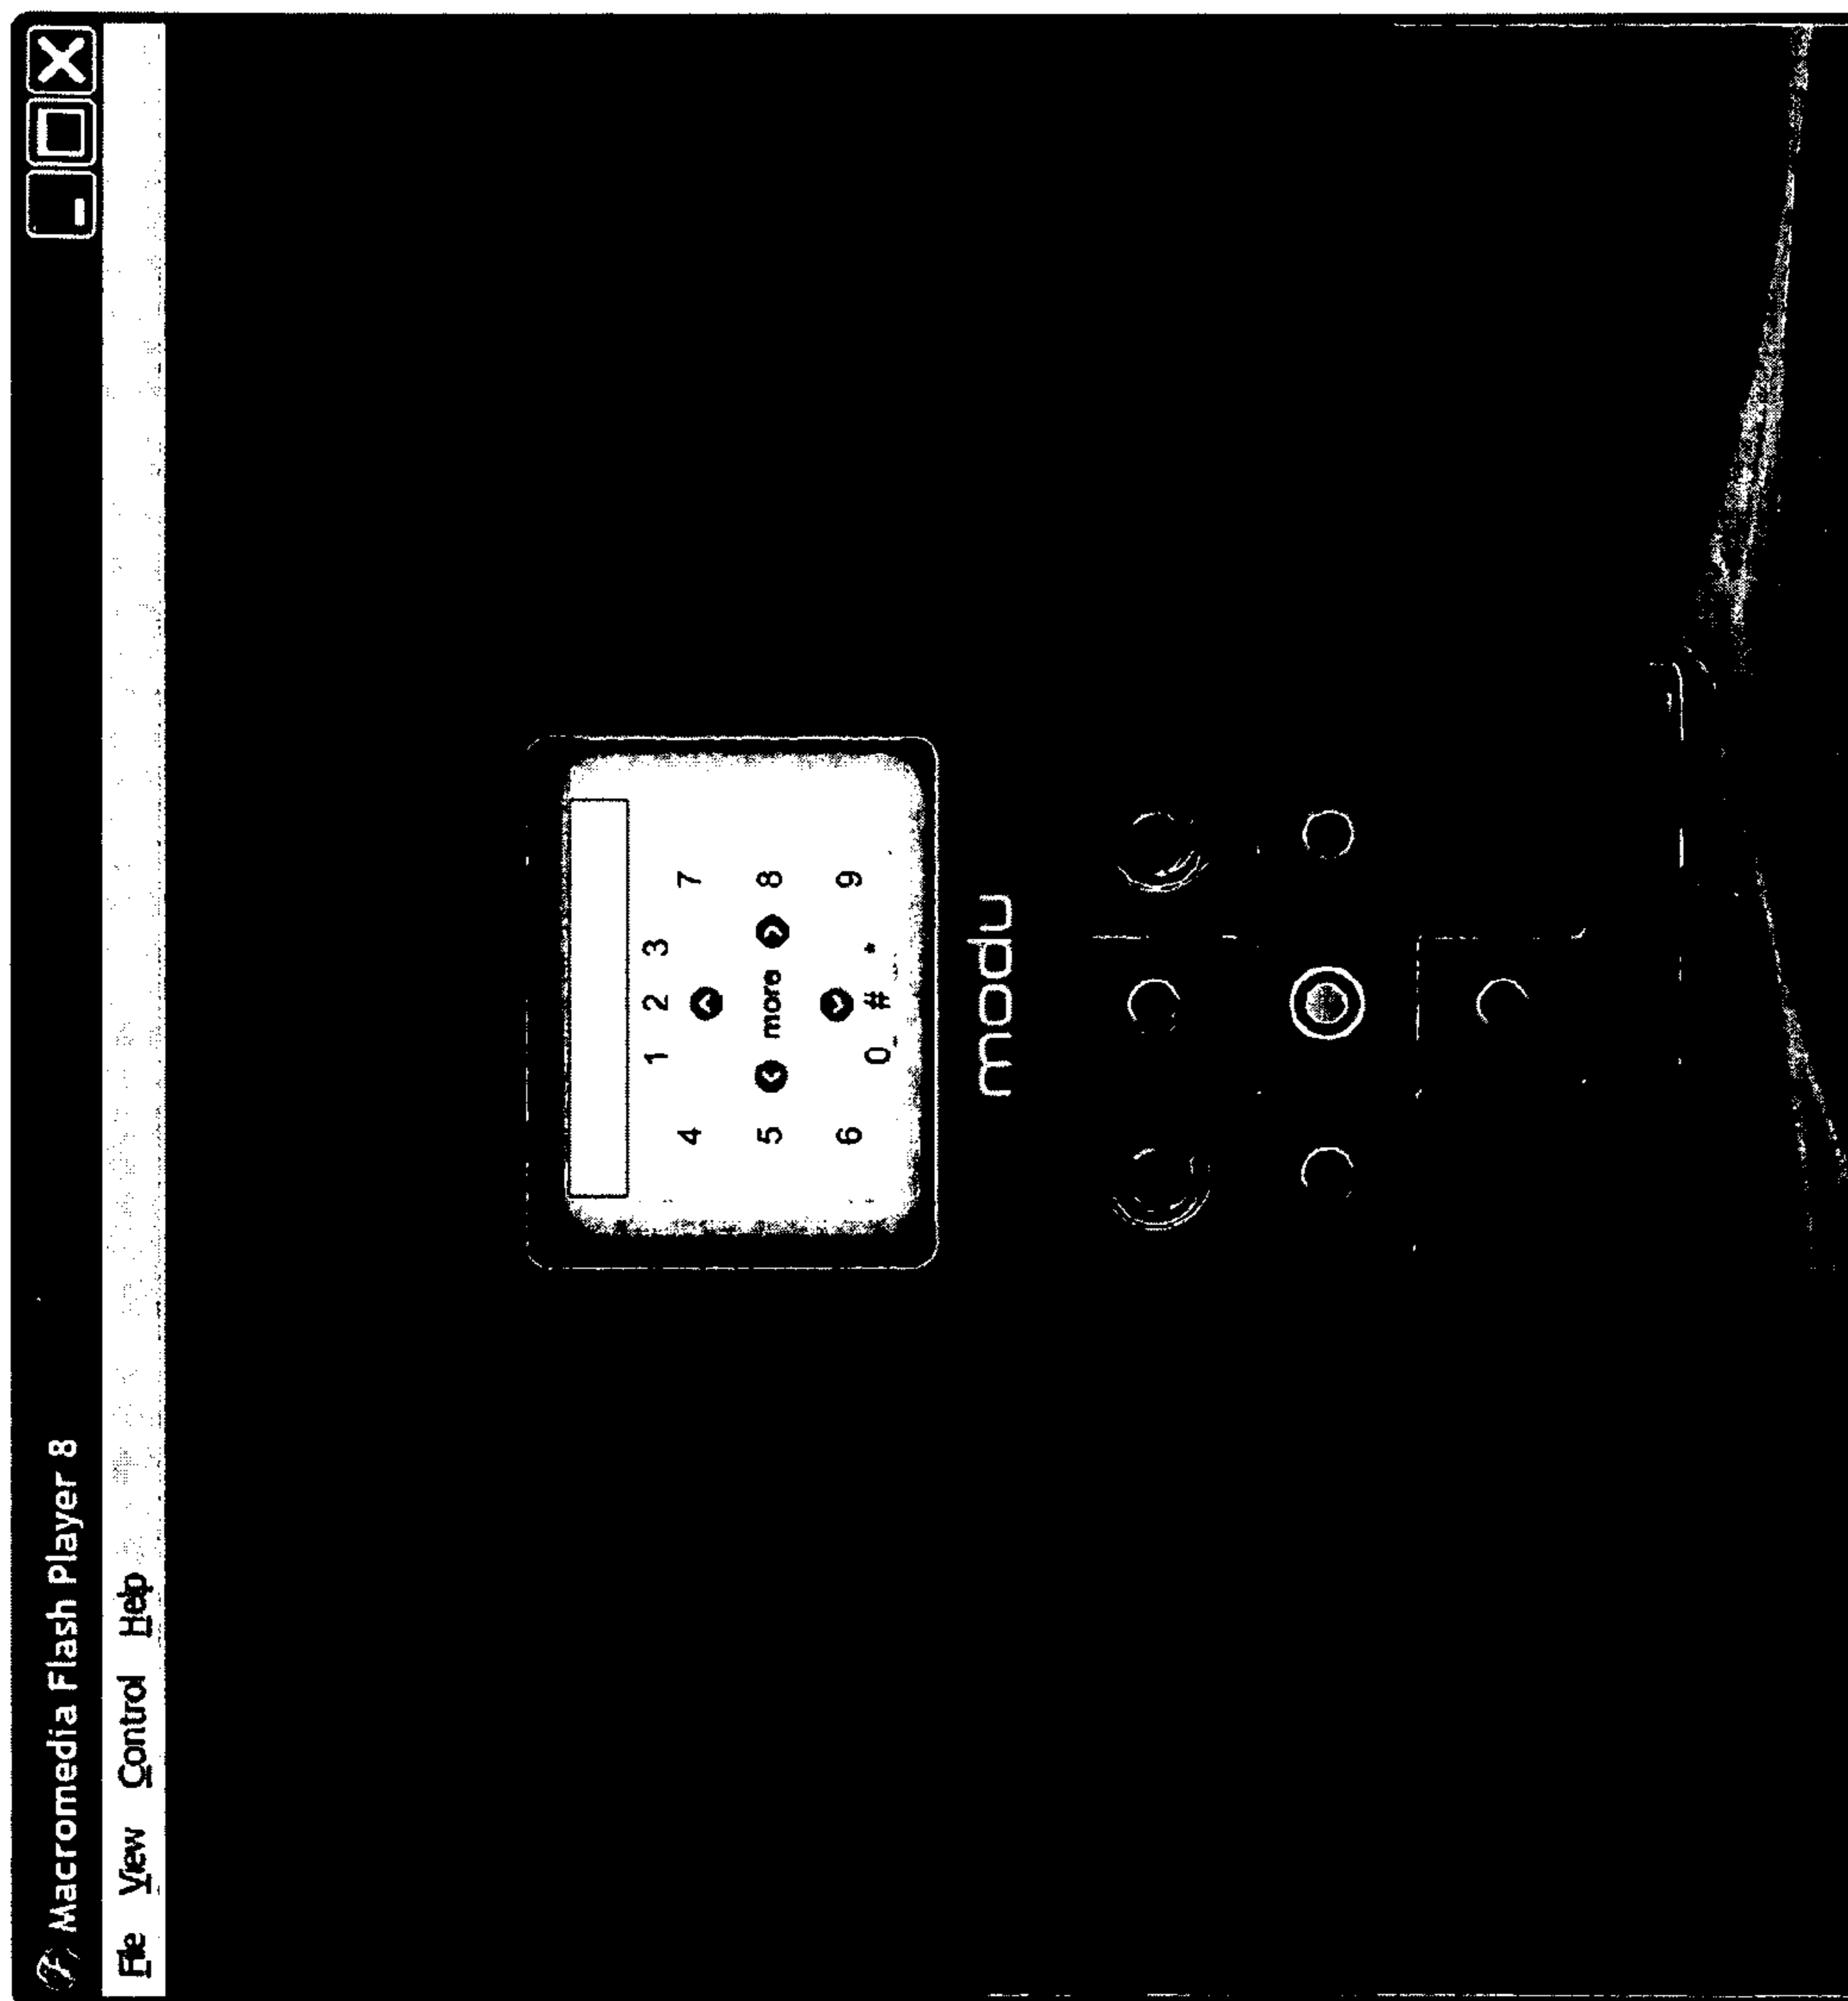 Macromedia Flash Player 8
File View Control Help
1 2 3
4 7
5 more 8
6 9
0 # *
modu